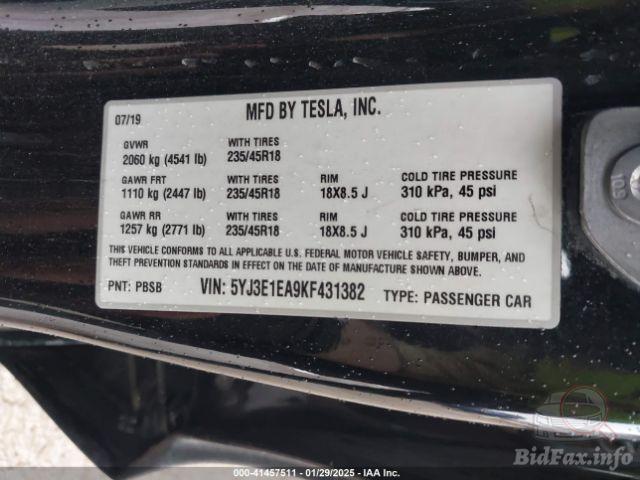 MFD BY TESLA, INC.
07/19
GVWR WITH TIRES
2060 kg (4541 lb) 235/45R18
GAWR FRT WITH TIRES RIM COLD TIRE PRESSURE
1110 kg (2447 lb) 235/45R18 18X8.5 J 310 kPa, 45 psi
GAWR RR WITH TIRES RIM COLD TIRE PRESSURE
1257 kg (2771 lb) 235/45R18 18X8.5 J 310 kPa, 45 psi
THIS VEHICLE CONFORMS TO ALL APPLICABLE U.S. FEDERAL MOTOR VEHICLE SAFETY, BUMPER, AND
THEFT PREVENTION STANDARDS IN EFFECT ON THE DATE OF MANUFACTURE SHOWN ABOVE.
PNT: PBSB VIN: 5YJ3E1EA9KF431382 TYPE: PASSENGER CAR
BidFax.info
000-41457511 - 01/29/2025 - IAA Inc.